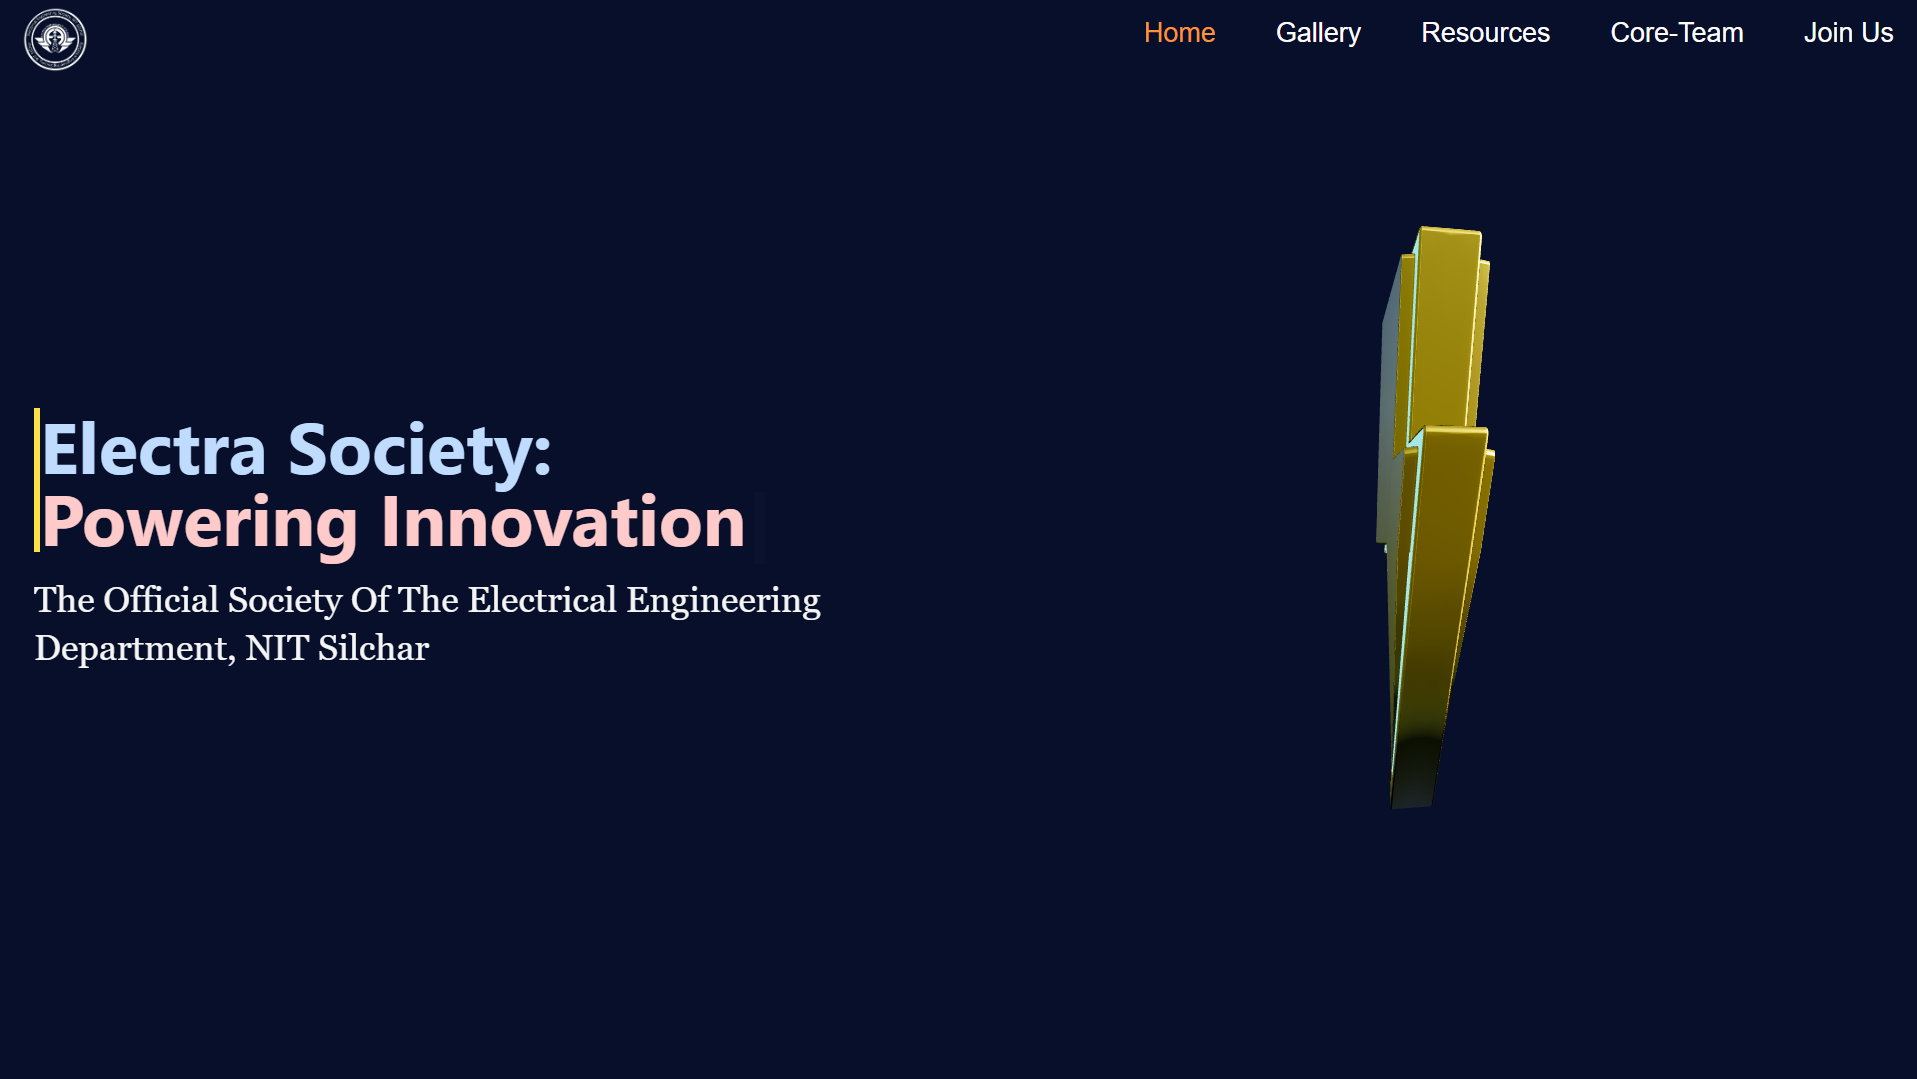 Home Gallery Resources Core-Team Join Us
Electra Society:
Powering Innovation
The Official Society Of The Electrical Engineering
Department, NIT Silchar